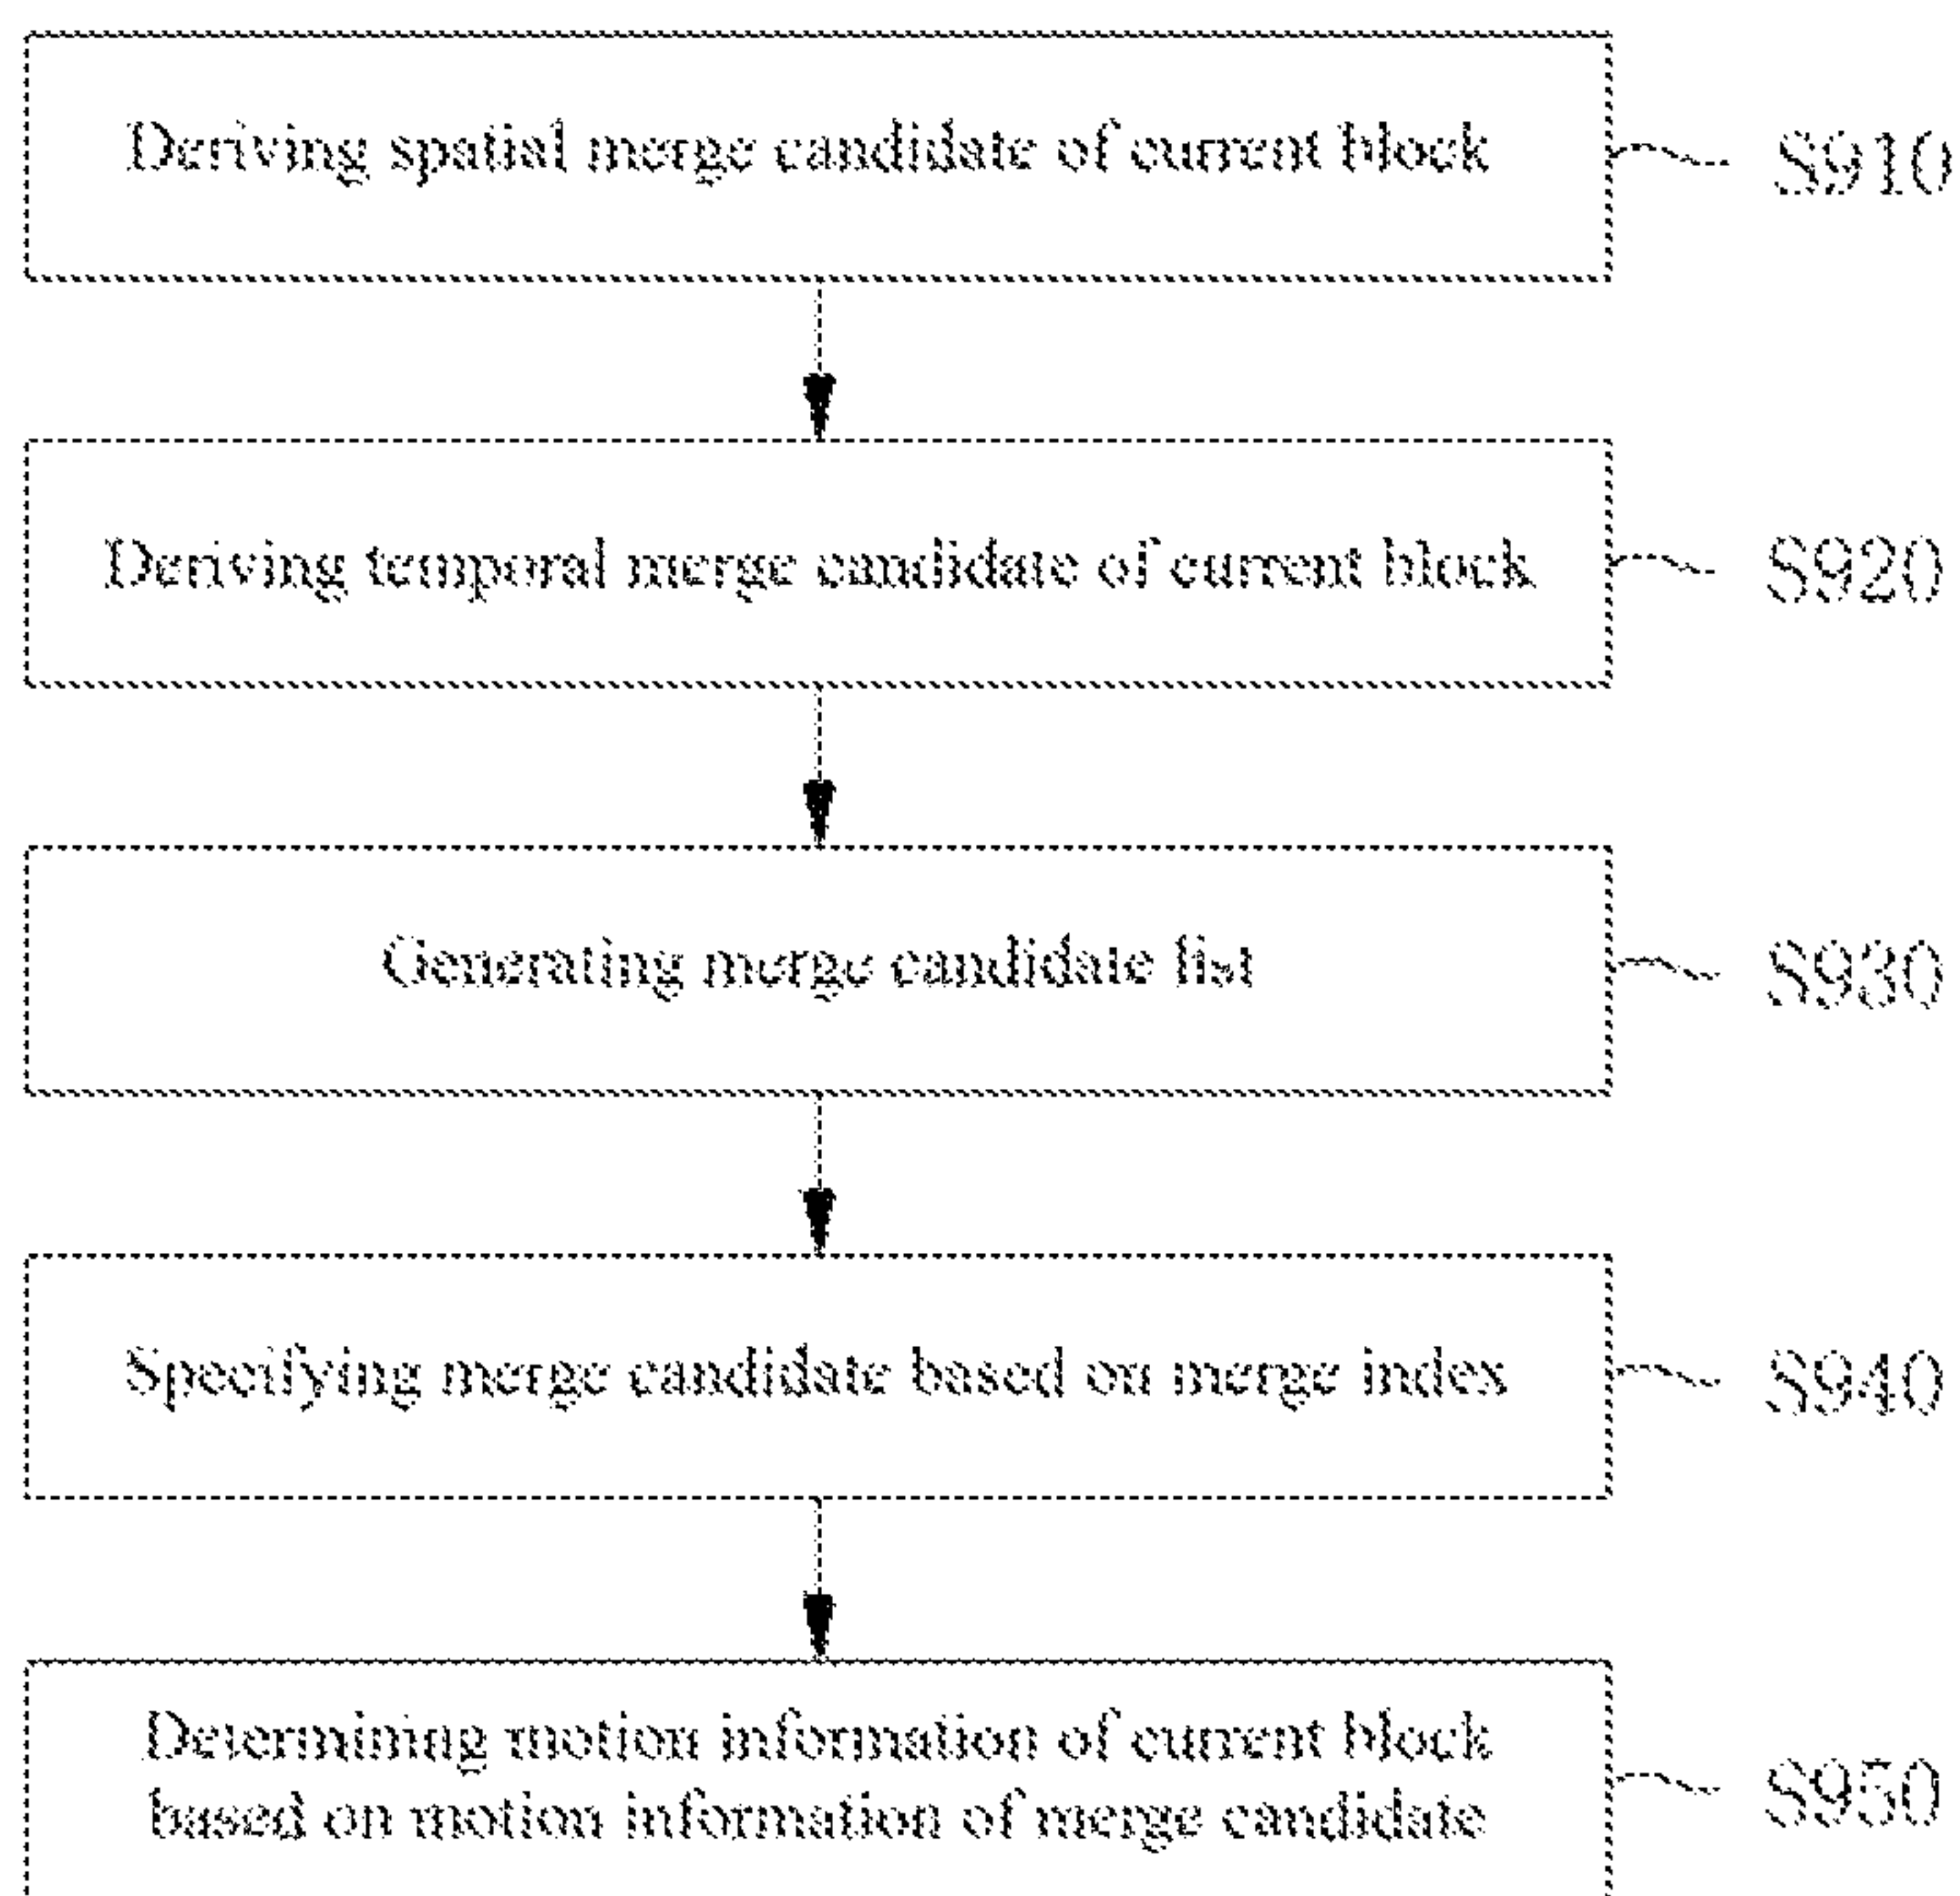 Deriving spatial merge candidate of current block
S910
Deriving temporal merge candidate of current block
S920
Generating merge candidate list
S930
Specifying merge candidate based on merge index
S940
Determining motion information of current block
based on motion information of merge candidate
S950